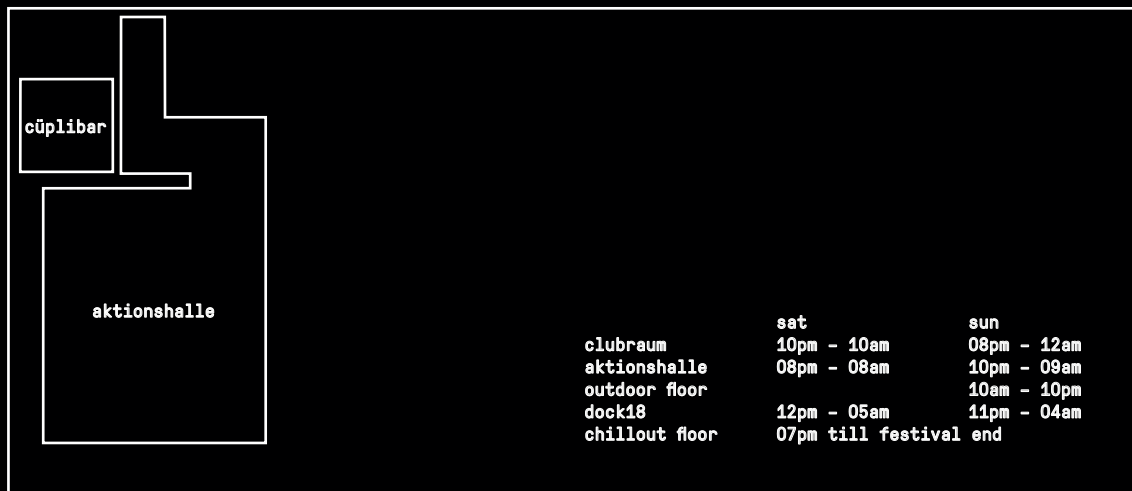 cüplibar
aktionshalle
sat sun
clubraum 10pm – 10am 08pm – 12am
aktionshalle 08pm – 08am 10pm – 09am
outdoor floor 10am – 10pm
dock18 12pm – 05am 11pm – 04am
chillout floor 07pm till festival end